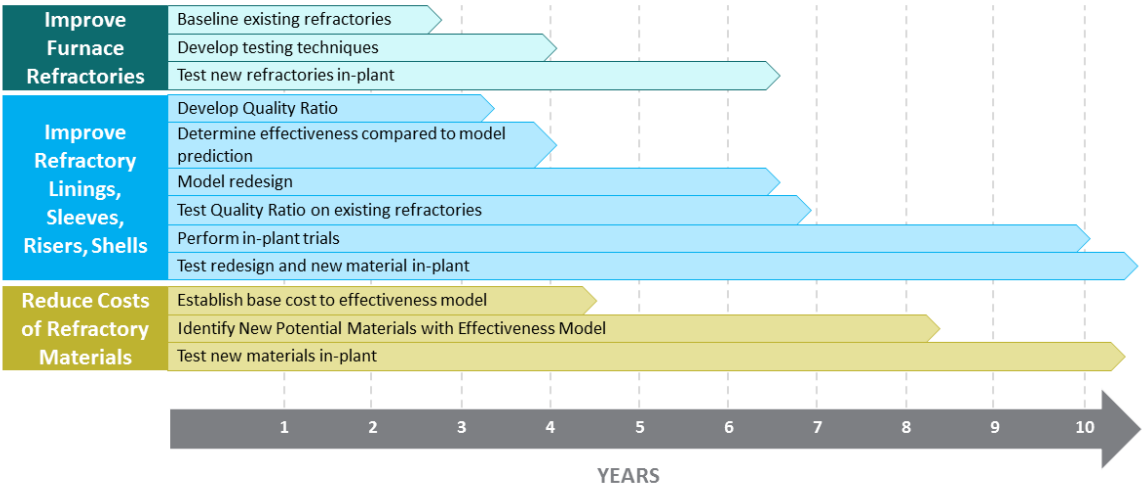 Improve
Furnace
Refractories
Baseline existing refractories
Develop testing techniques
Test new refractories in-plant
Improve
Refractory
Linings,
Sleeves,
Risers, Shells
Develop Quality Ratio
Determine effectiveness compared to model
prediction
Model redesign
Test Quality Ratio on existing refractories
Perform in-plant trials
Test redesign and new material in-plant
Reduce Costs
of Refractory
Materials
Establish base cost to effectiveness model
Identify New Potential Materials with Effectiveness Model
Test new materials in-plant
1 2 3 4 5 6 7 8 9 10
YEARS